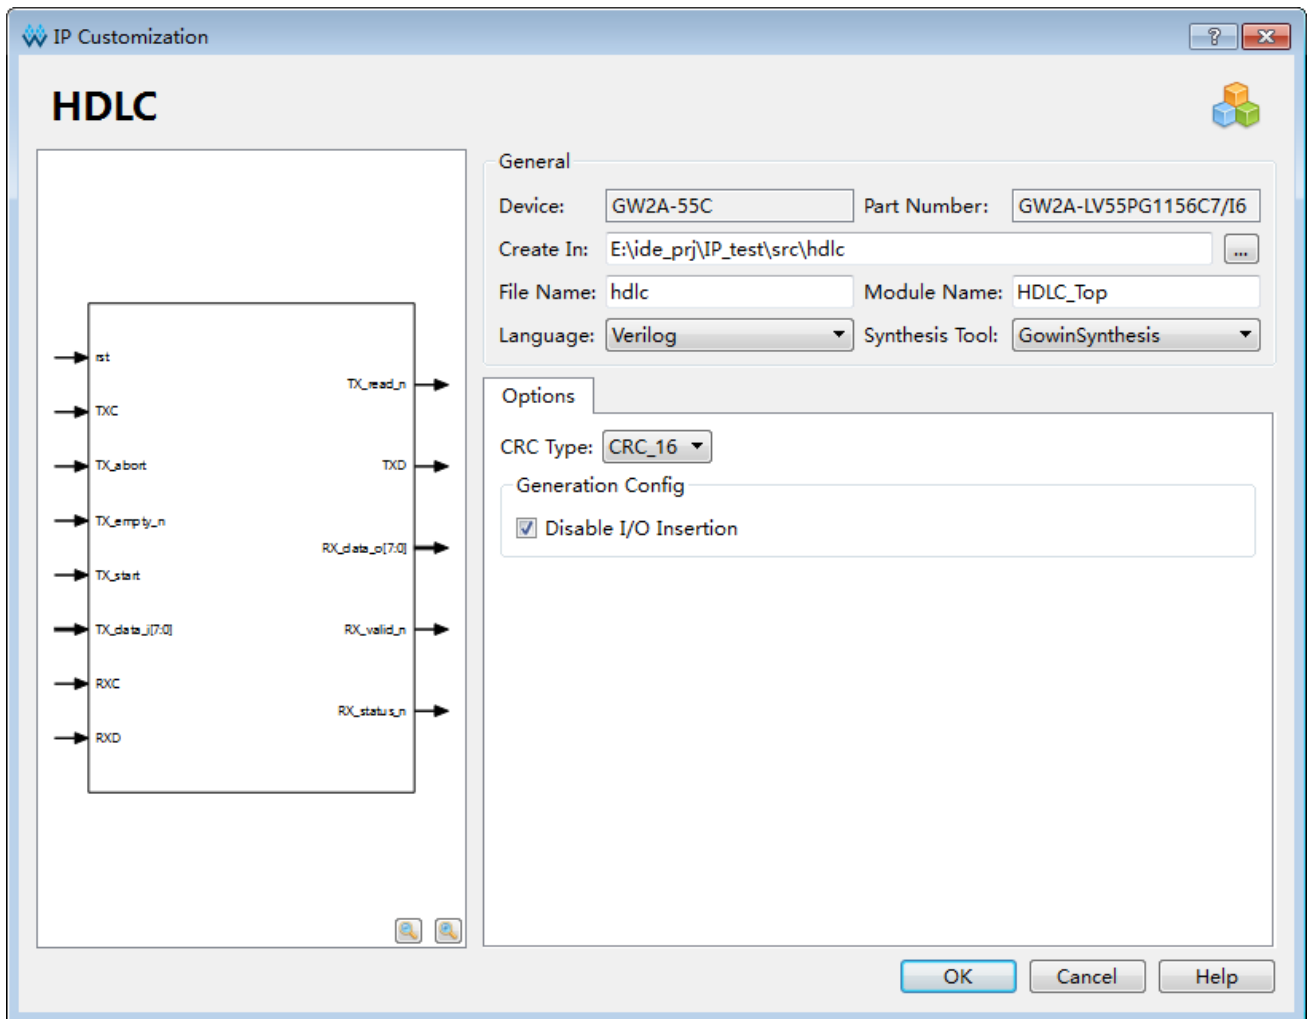 IP Customization
HDLC
General
Device: GW2A-55C Part Number: GW2A-LV55PG1156C7/I6
Create In: E:\ide_prj\IP_test\src\hdlc ...
File Name: hdlc Module Name: HDLC_Top
Language: Verilog Synthesis Tool: GowinSynthesis
Options
CRC Type: CRC_16
Generation Config
Disable I/O Insertion
rst
TX_read_n
TXC
TX_abort TXD
TX_empty_n
RX_data_o[7:0]
TX_start
TX_data_i[7:0] RX_valid_n
RXC
RX_status_n
RXD
OK Cancel Help